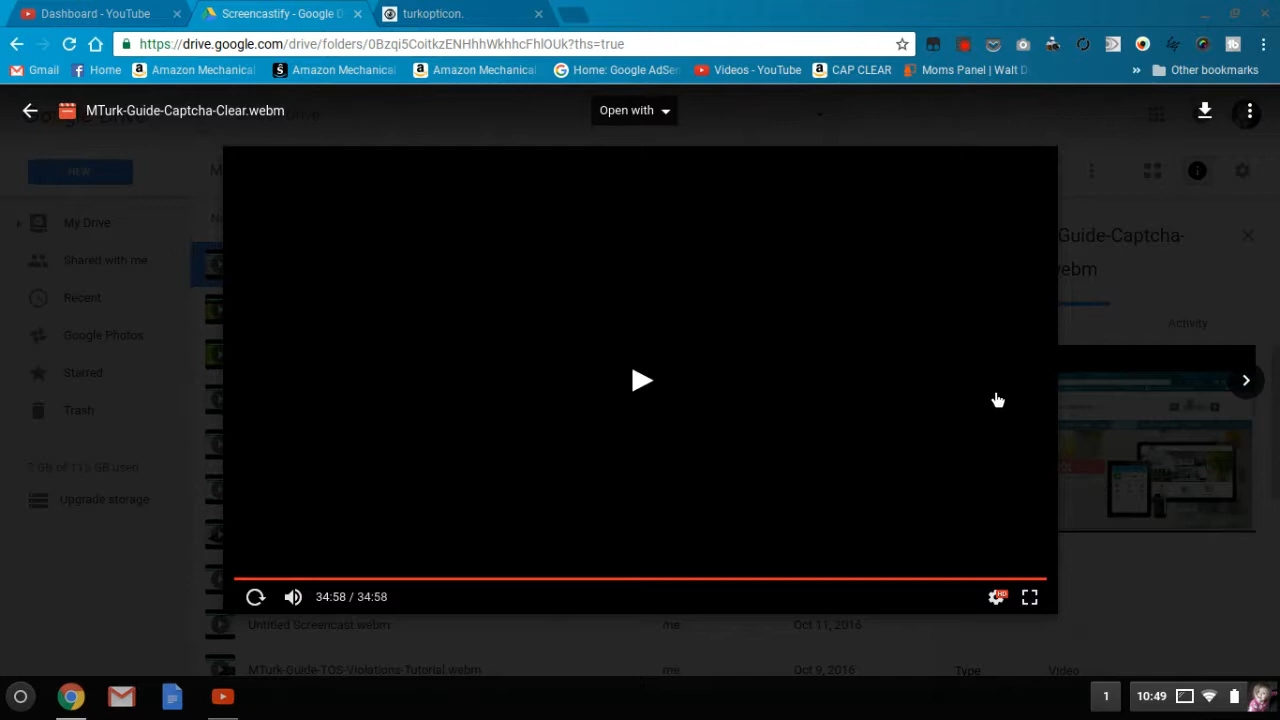 Dashboard - YouTube
Screencastify - Google D
turkopticon.
https://drive.google.com/drive/folders/0Bzqi5CoitkzENHhhWkhhcFhlOUk?ths=true
Gmail
Home
Amazon Mechanical
Amazon Mechanical
Amazon Mechanical
Home: Google AdSen
Videos - YouTube
CAP CLEAR
Moms Panel | Walt D
» Other bookmarks
MTurk-Guide-Captcha-Clear.webm
Open with
NEW
My Drive
Shared with me
Recent
Google Photos
Starred
Trash
Upgrade storage
Guide-Captcha-
webm
Activity
34:58 / 34:58
HD
Untitled Screencast.webm me Oct 11, 2016
MTurk-Guide-TOS-Violations-Tutorial.webm me Oct 9, 2016 Type Video
1
10:49